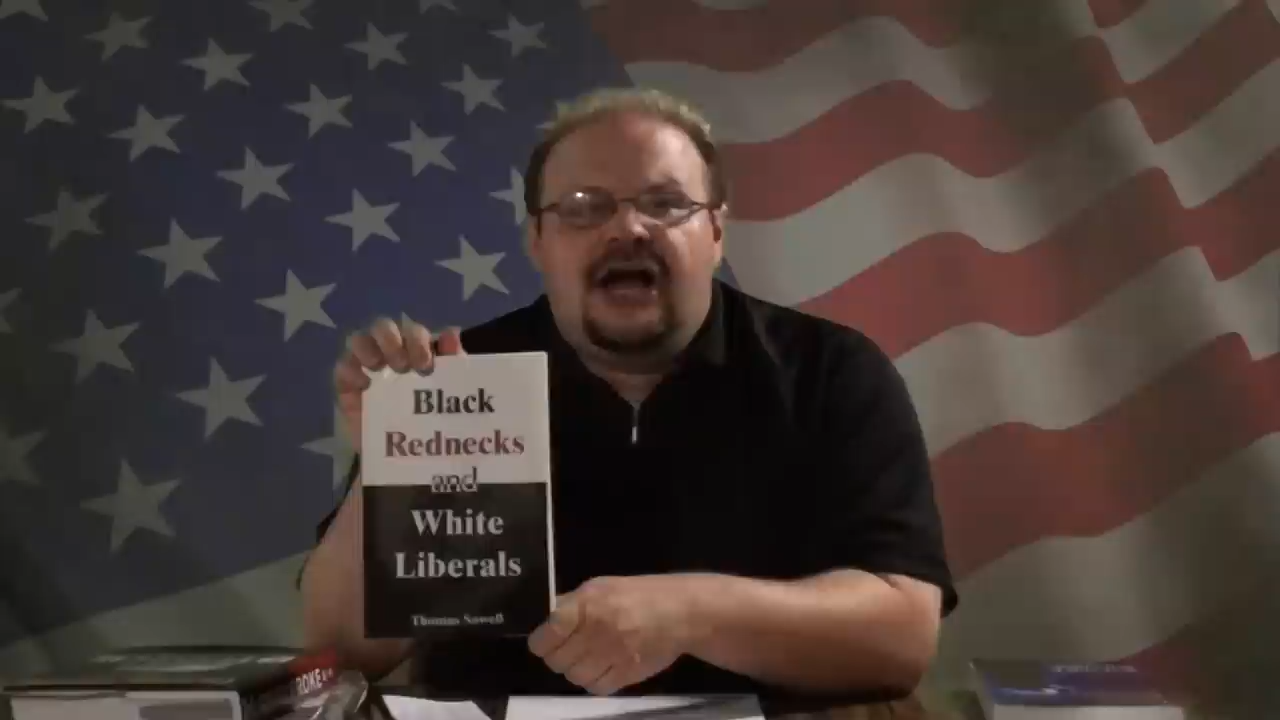 Black
Rednecks
and
White
Liberals
Thomas Sowell